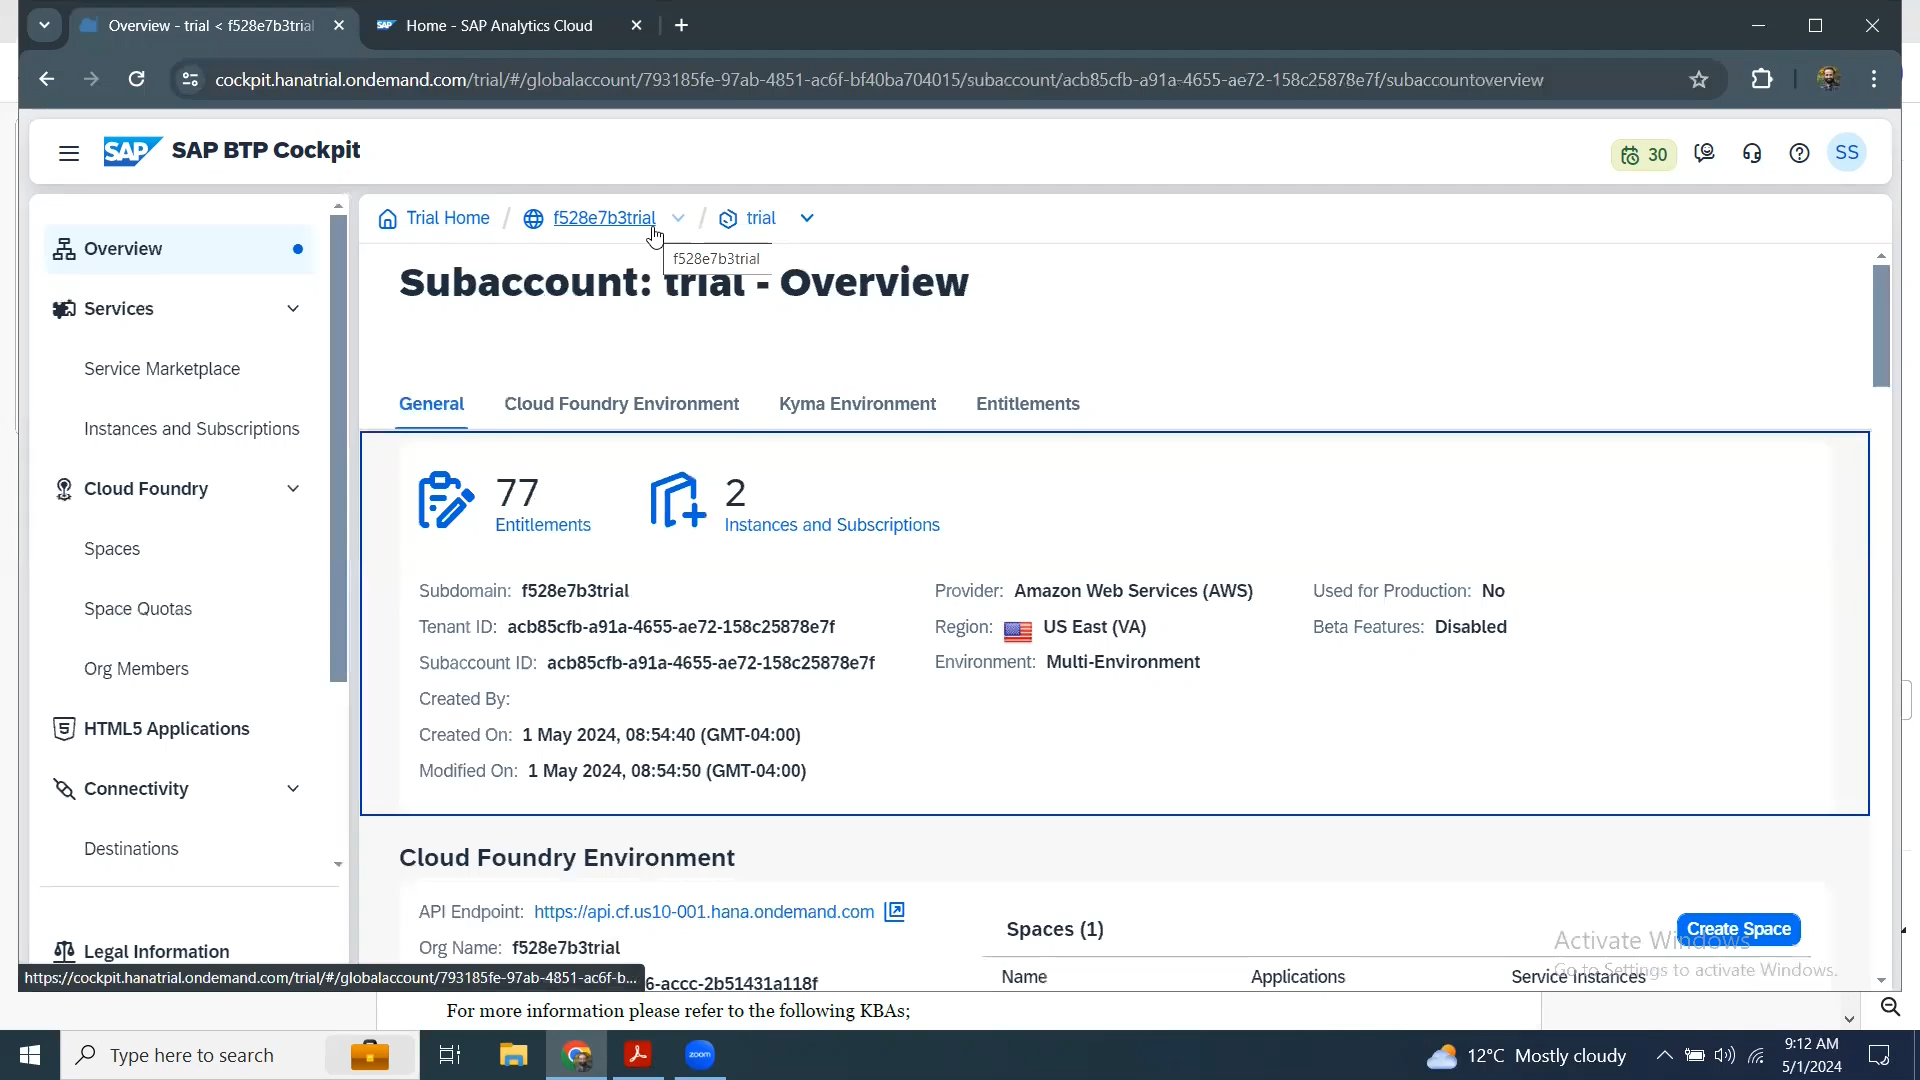 Overview - trial < f528e7b3trial
Home - SAP Analytics Cloud
cockpit.hanatrial.ondemand.com/trial/#/globalaccount/793185fe-97ab-4851-ac6f-bf40ba704015/subaccount/acb85cfb-a91a-4655-ae72-158c25878e7f/subaccountoverview
SAP SAP BTP Cockpit
30
SS
Trial Home / f528e7b3trial / trial
f528e7b3trial
Subaccount: trial - Overview
Overview
Services
Service Marketplace
Instances and Subscriptions
Cloud Foundry
Spaces
Space Quotas
Org Members
HTML5 Applications
Connectivity
Destinations
Legal Information
General
Cloud Foundry Environment
Kyma Environment
Entitlements
77
Entitlements
2
Instances and Subscriptions
Subdomain: f528e7b3trial
Tenant ID: acb85cfb-a91a-4655-ae72-158c25878e7f
Subaccount ID: acb85cfb-a91a-4655-ae72-158c25878e7f
Created By:
Created On: 1 May 2024, 08:54:40 (GMT-04:00)
Modified On: 1 May 2024, 08:54:50 (GMT-04:00)
Provider: Amazon Web Services (AWS)
Region: US East (VA)
Environment: Multi-Environment
Used for Production: No
Beta Features: Disabled
Cloud Foundry Environment
API Endpoint: https://api.cf.us10-001.hana.ondemand.com
Org Name: f528e7b3trial
6-accc-2b51431a118f
Spaces (1)
Create Space
Name
Applications
Service Instances
Activate Windows
Go to Settings to activate Windows.
https://cockpit.hanatrial.ondemand.com/trial/#/globalaccount/793185fe-97ab-4851-ac6f-b...
For more information please refer to the following KBAs;
Type here to search
zoom
12°C Mostly cloudy
9:12 AM
5/1/2024